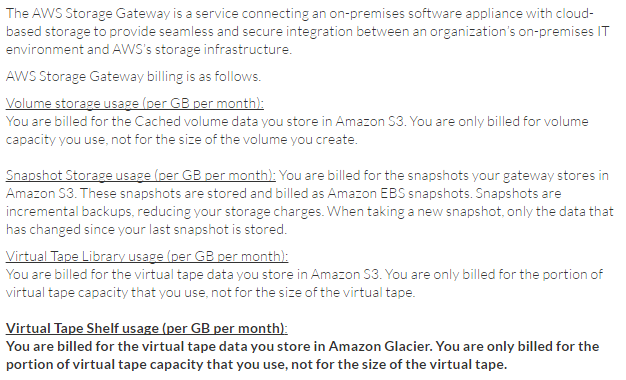 The AWS Storage Gateway is a service connecting an on-premises software appliance with cloud-
based storage to provide seamless and secure integration between an organization's on-premises IT
environment and AWS's storage infrastructure.
AWS Storage Gateway billing is as follows.
Volume storage usage (per GB per month):
You are billed for the Cached volume data you store in Amazon S3. You are only billed for volume
capacity you use, not for the size of the volume you create.
Snapshot Storage usage (per GB per month): You are billed for the snapshots your gateway stores in
Amazon S3. These snapshots are stored and billed as Amazon EBS snapshots. Snapshots are
incremental backups, reducing your storage charges. When taking a new snapshot, only the data that
has changed since your last snapshot is stored.
Virtual Tape Library usage (per GB per month):
You are billed for the virtual tape data you store in Amazon S3. You are only billed for the portion of
virtual tape capacity that you use, not for the size of the virtual tape.
Virtual Tape Shelf usage (per GB per month):
You are billed for the virtual tape data you store in Amazon Glacier. You are only billed for the
portion of virtual tape capacity that you use, not for the size of the virtual tape.